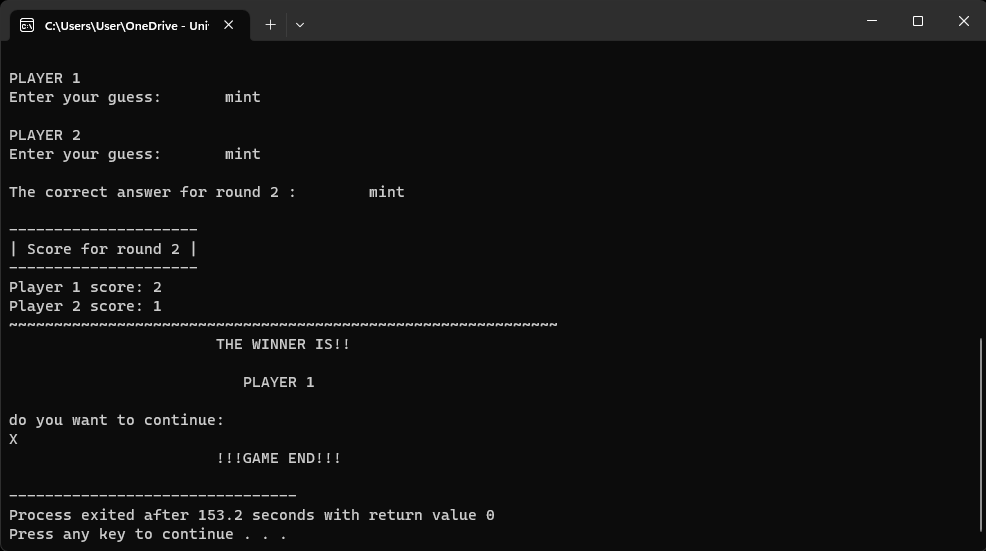 C:\Users\User\OneDrive - Uni
PLAYER 1
Enter your guess:       mint
PLAYER 2
Enter your guess:       mint
The correct answer for round 2 :        mint
---------------------
| Score for round 2 |
---------------------
Player 1 score: 2
Player 2 score: 1
~~~~~~~~~~~~~~~~~~~~~~~~~~~~~~~~~~~~~~~~~~~~~~~~~~~~~~~~~~~~~
THE WINNER IS!!
PLAYER 1
do you want to continue:
X
!!!GAME END!!!
--------------------------------
Process exited after 153.2 seconds with return value 0
Press any key to continue . . .